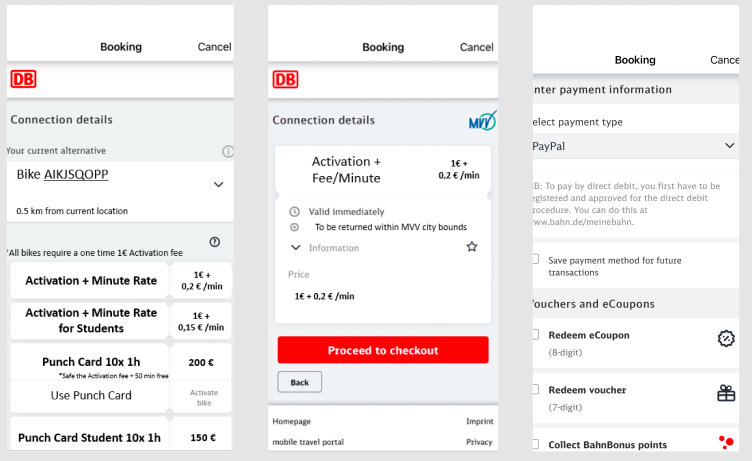 Booking
Cancel
DB
Connection details
Your current alternative
Bike AIKJSQOPP
0.5 km from current location
*All bikes require a one time 1€ Activation fee
Activation + Minute Rate
1€ +
0,2 € /min
Activation + Minute Rate
for Students
1€ +
0,15 € /min
Punch Card 10x 1h
200 €
*Safe the Activation fee + 50 min free
Use Punch Card
Activate
bike
Punch Card Student 10x 1h
150 €
Booking
Cancel
DB
Connection details
MVV
Activation +
Fee/Minute
1€ +
0,2 € /min
Valid immediately
To be returned within MVV city bounds
Information
Price
1€ + 0,2 € /min
Proceed to checkout
Back
Homepage
Imprint
mobile travel portal
Privacy
Booking
Cance
nter payment information
elect payment type
PayPal
B: To pay by direct debit, you first have to be
egistered and approved for the direct debit
rocedure. You can do this at
www.bahn.de/meinebahn.
Save payment method for future
transactions
ouchers and eCoupons
Redeem eCoupon
(8-digit)
Redeem voucher
(7-digit)
Collect BahnBonus points